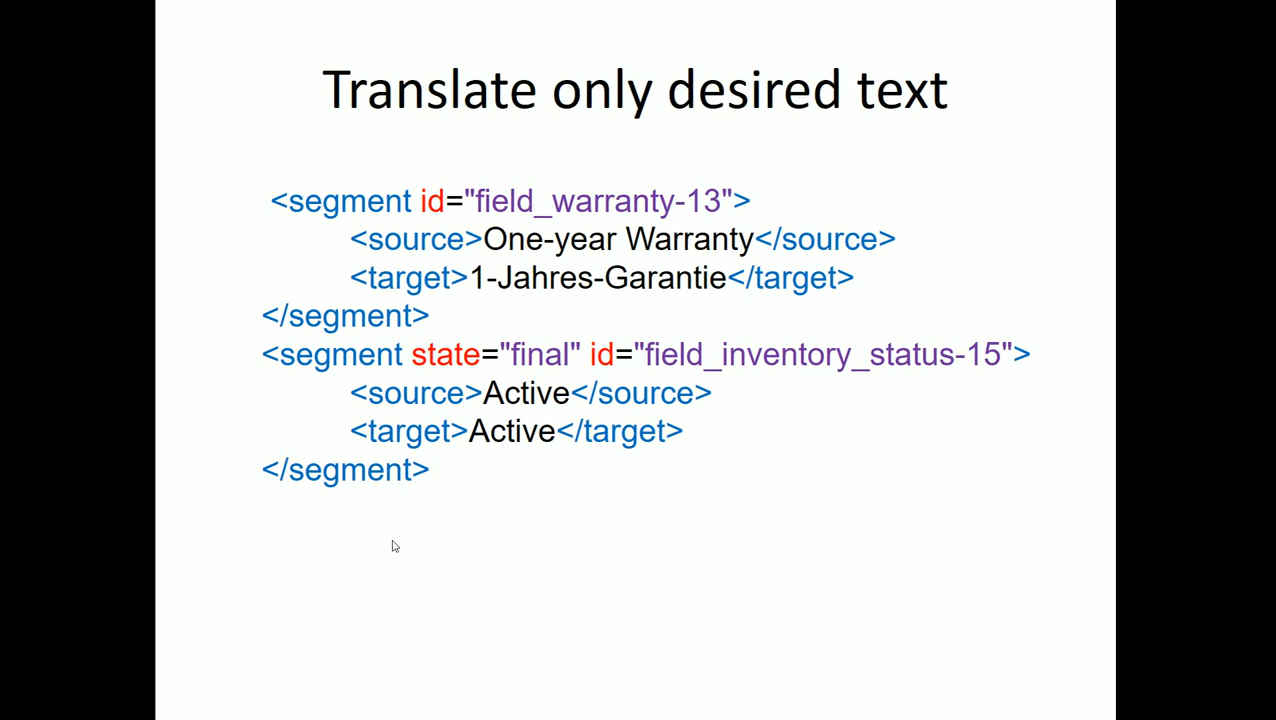 Translate only desired text
<segment id="field_warranty-13">
<source>One-year Warranty</source>
<target>1-Jahres-Garantie</target>
</segment>
<segment state="final" id="field_inventory_status-15">
<source>Active</source>
<target>Active</target>
</segment>